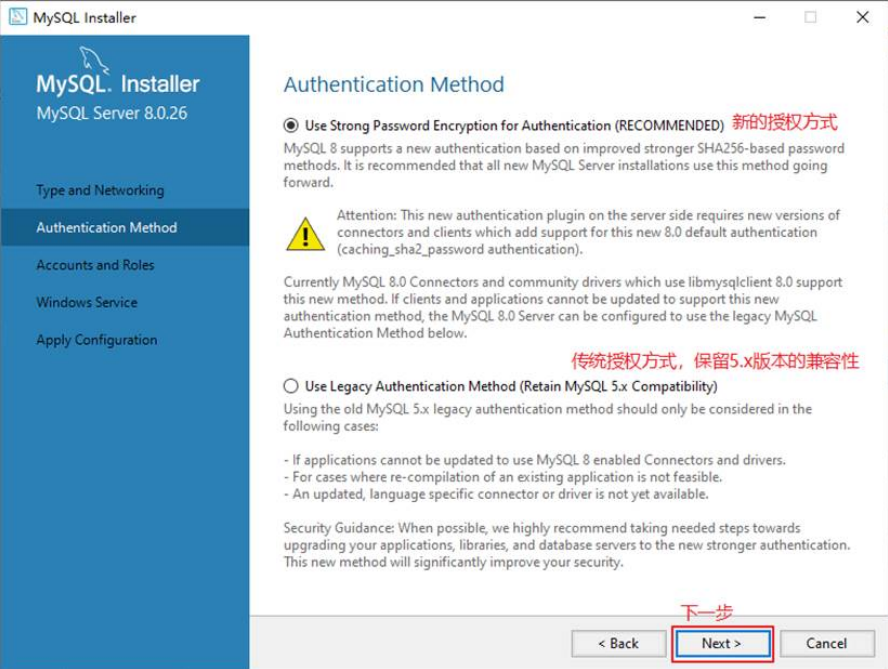 MySQL Installer
MySQL. Installer
MySQL Server 8.0.26
Type and Networking
Authentication Method
Accounts and Roles
Windows Service
Apply Configuration
Authentication Method
Use Strong Password Encryption for Authentication (RECOMMENDED) 新的授权方式
MySQL 8 supports a new authentication based on improved stronger SHA256-based password
methods. It is recommended that all new MySQL Server installations use this method going
forward.
Attention: This new authentication plugin on the server side requires new versions of
connectors and clients which add support for this new 8.0 default authentication
(caching_sha2_password authentication).
Currently MySQL 8.0 Connectors and community drivers which use libmysqlclient 8.0 support
this new method. If clients and applications cannot be updated to support this new
authentication method, the MySQL 8.0 Server can be configured to use the legacy MySQL
Authentication Method below.
传统授权方式，保留5.x版本的兼容性
Use Legacy Authentication Method (Retain MySQL 5.x Compatibility)
Using the old MySQL 5.x legacy authentication method should only be considered in the
following cases:
- If applications cannot be updated to use MySQL 8 enabled Connectors and drivers.
- For cases where re-compilation of an existing application is not feasible.
- An updated, language specific connector or driver is not yet available.
Security Guidance: When possible, we highly recommend taking needed steps towards
upgrading your applications, libraries, and database servers to the new stronger authentication.
This new method will significantly improve your security.
下一步
< Back
Next >
Cancel